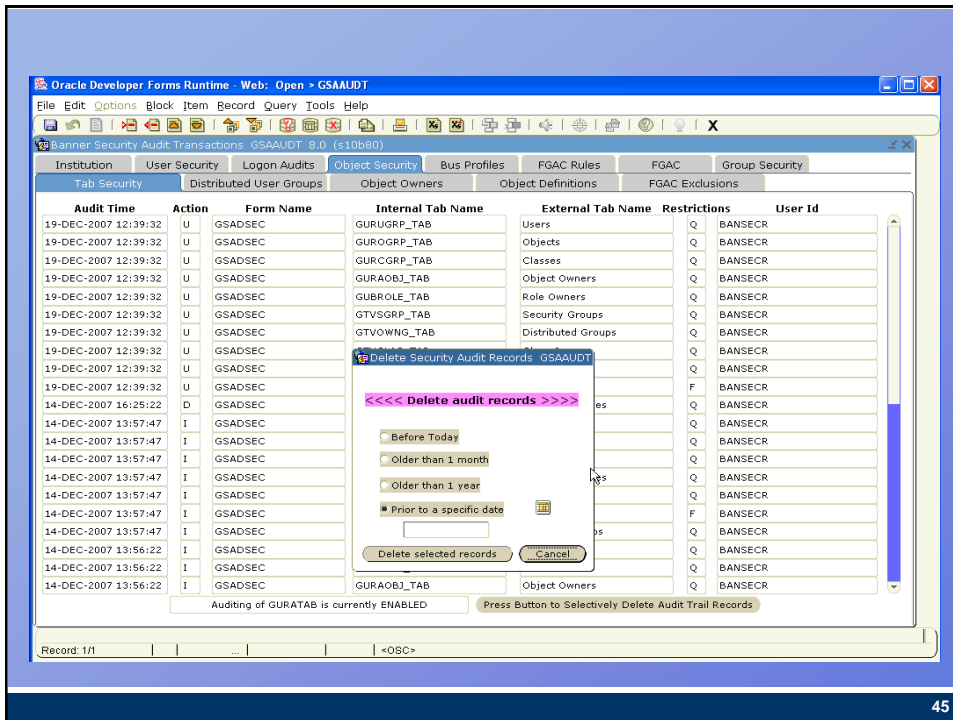 Oracle Developer Forms Runtime - Web: Open > GSAAUDT
File Edit Options Block Item Record Query Tools Help
X
Banner Security Audit Transactions GSAAUDT 8.0 (s10b80)
Institution User Security Logon Audits Object Security Bus Profiles FGAC Rules FGAC Group Security
Tab Security Distributed User Groups Object Owners Object Definitions FGAC Exclusions
Audit Time Action Form Name Internal Tab Name External Tab Name Restrictions User Id
19-DEC-2007 12:39:32 U GSADSEC GURUGRP_TAB Users Q BANSECR
19-DEC-2007 12:39:32 U GSADSEC GUROGRP_TAB Objects Q BANSECR
19-DEC-2007 12:39:32 U GSADSEC GURCGRP_TAB Classes Q BANSECR
19-DEC-2007 12:39:32 U GSADSEC GURAOBJ_TAB Object Owners Q BANSECR
19-DEC-2007 12:39:32 U GSADSEC GUBROLE_TAB Role Owners Q BANSECR
19-DEC-2007 12:39:32 U GSADSEC GTVSGRP_TAB Security Groups Q BANSECR
19-DEC-2007 12:39:32 U GSADSEC GTVOWNG_TAB Distributed Groups Q BANSECR
19-DEC-2007 12:39:32 U GSADSEC Q BANSECR
19-DEC-2007 12:39:32 U GSADSEC Q BANSECR
19-DEC-2007 12:39:32 U GSADSEC F BANSECR
14-DEC-2007 16:25:22 D GSADSEC es Q BANSECR
14-DEC-2007 13:57:47 I GSADSEC Q BANSECR
14-DEC-2007 13:57:47 I GSADSEC Q BANSECR
14-DEC-2007 13:57:47 I GSADSEC Q BANSECR
14-DEC-2007 13:57:47 I GSADSEC es Q BANSECR
14-DEC-2007 13:57:47 I GSADSEC F BANSECR
14-DEC-2007 13:57:47 I GSADSEC ps Q BANSECR
14-DEC-2007 13:56:22 I GSADSEC Q BANSECR
14-DEC-2007 13:56:22 I GSADSEC Q BANSECR
14-DEC-2007 13:56:22 I GSADSEC GURAOBJ_TAB Object Owners Q BANSECR
Delete Security Audit Records GSAAUDT
<<<< Delete audit records >>>>
Before Today
Older than 1 month
Older than 1 year
Prior to a specific date
Delete selected records Cancel
Auditing of GURATAB is currently ENABLED Press Button to Selectively Delete Audit Trail Records
Record: 1/1 ... <OSC>
45